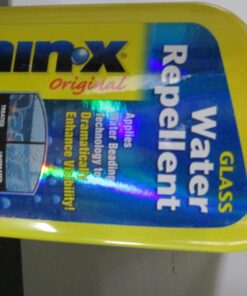 ain·x
Original
GLASS
Water
Repellent
Applies
Water Beading
Technology to
Dramatically
Enhance Visibility!